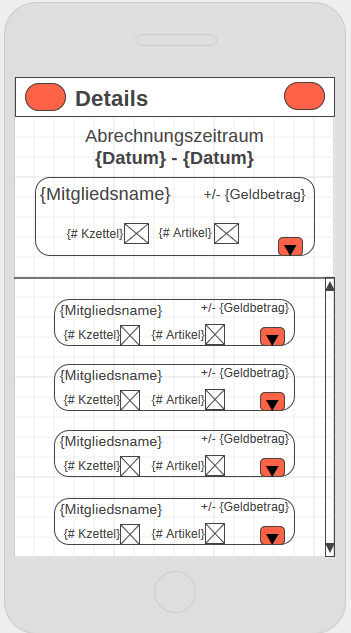 Details
Abrechnungszeitraum
{Datum} - {Datum}
{Mitgliedsname} +/- {Geldbetrag}
{# Kzettel} {# Artikel}
{Mitgliedsname} +/- {Geldbetrag}
{# Kzettel} {# Artikel}
{Mitgliedsname} +/- {Geldbetrag}
{# Kzettel} {# Artikel}
{Mitgliedsname} +/- {Geldbetrag}
{# Kzettel} {# Artikel}
{Mitgliedsname} +/- {Geldbetrag}
{# Kzettel} {# Artikel}